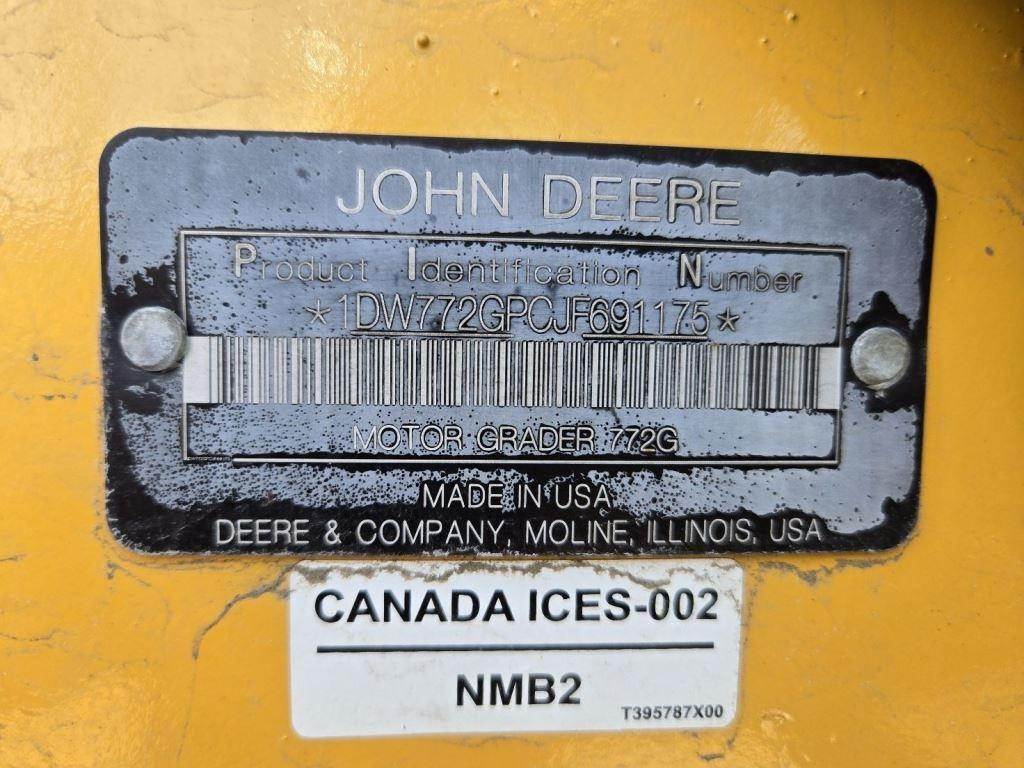 JOHN DEERE
Product Identification Number
*1DW772GPCJF691175*
MOTOR GRADER 772G
MADE IN USA
DEERE & COMPANY, MOLINE, ILLINOIS, USA
CANADA ICES-002
NMB2
T395787X00